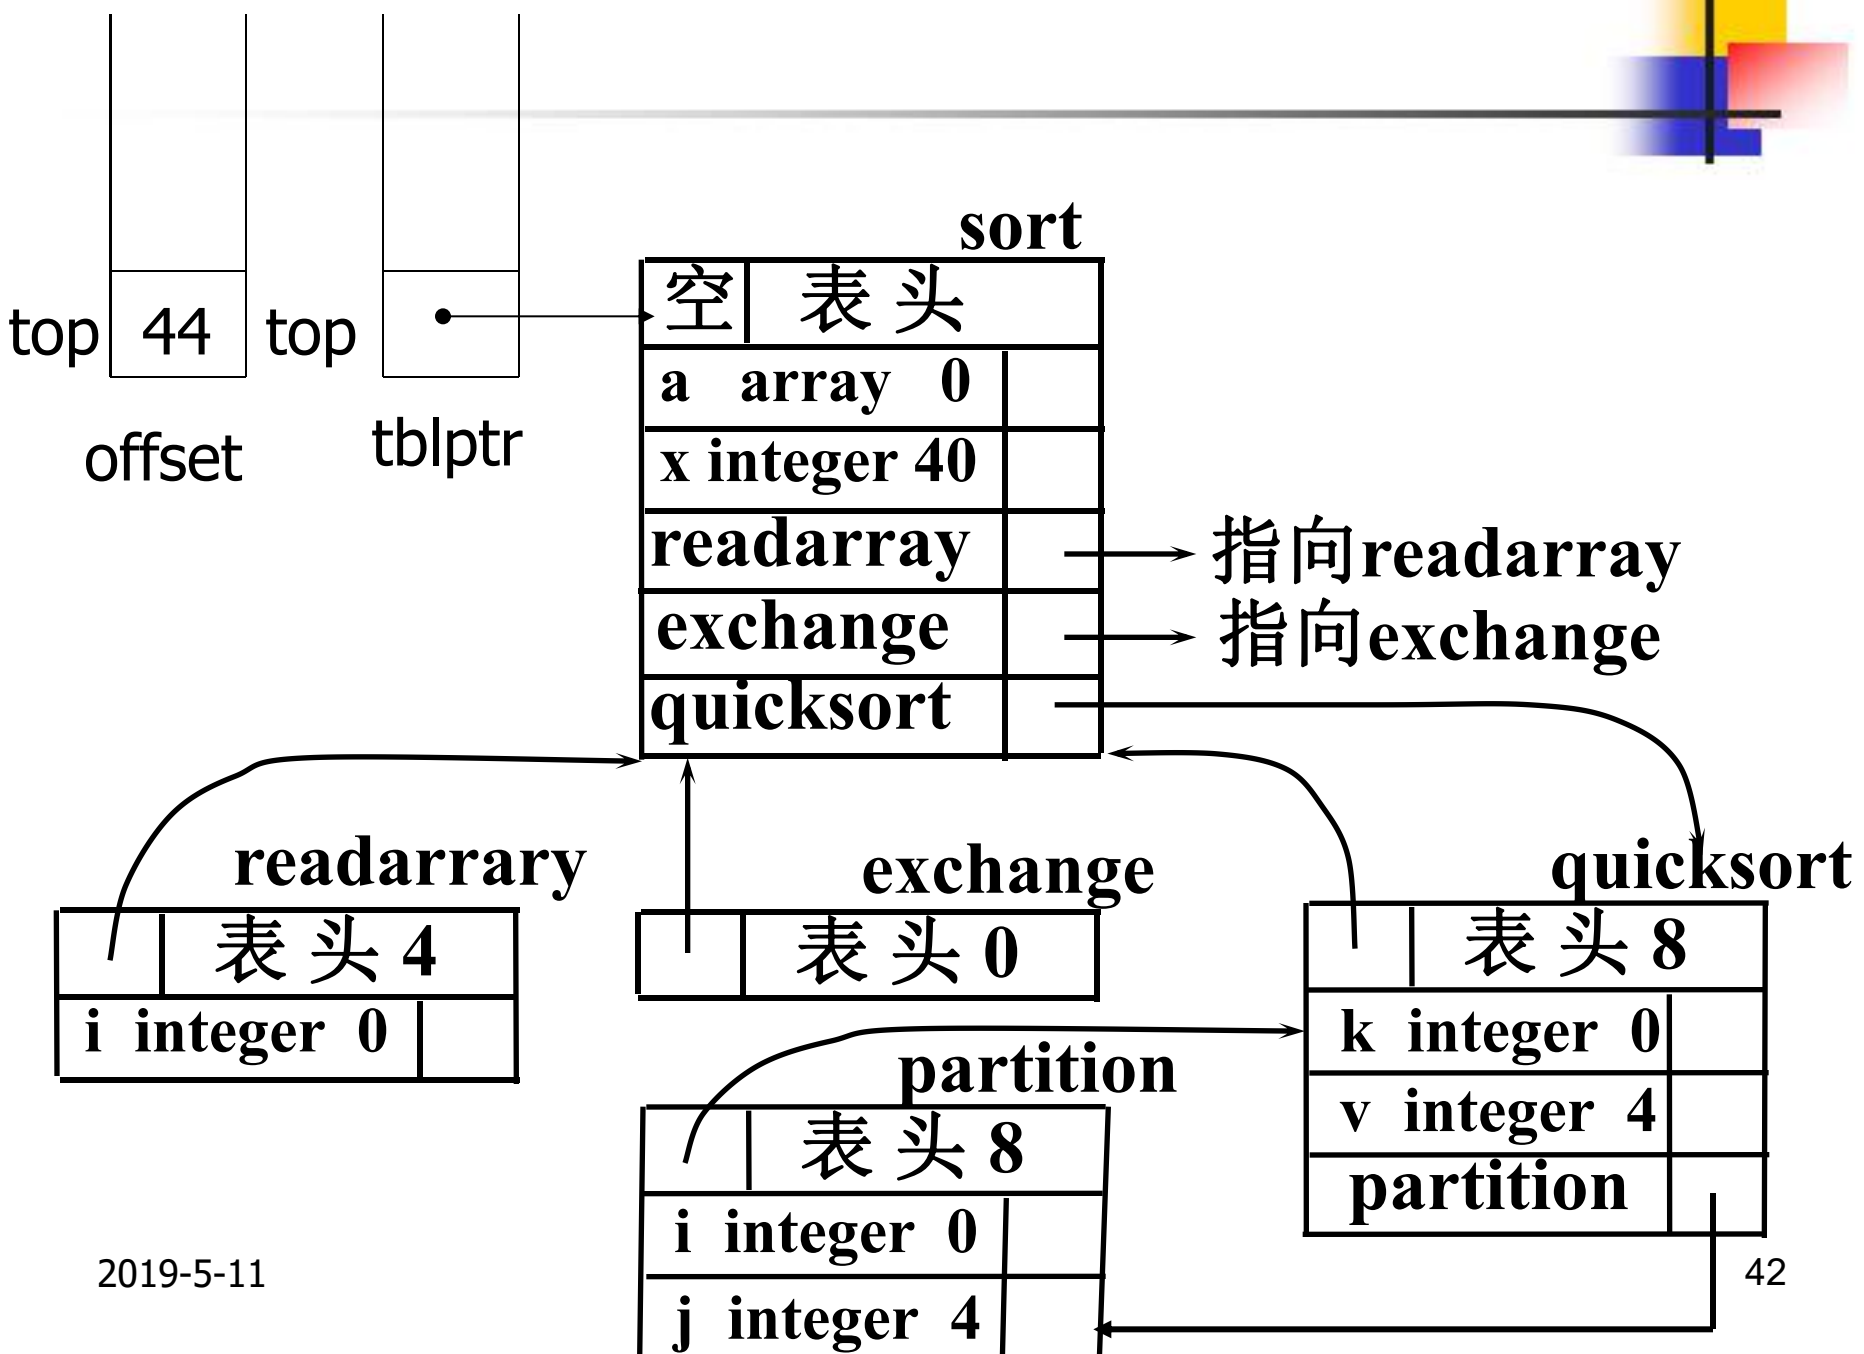 sort
空 表 头
top 44 top
a array 0
offset tblptr
x integer 40
readarray 指向readarray
exchange 指向exchange
quicksort
readarrary exchange quicksort
表 头 4
i integer 0
表 头 0
表 头 8
k integer 0
v integer 4
partition
partition
表 头 8
i integer 0
j integer 4
2019-5-11
42